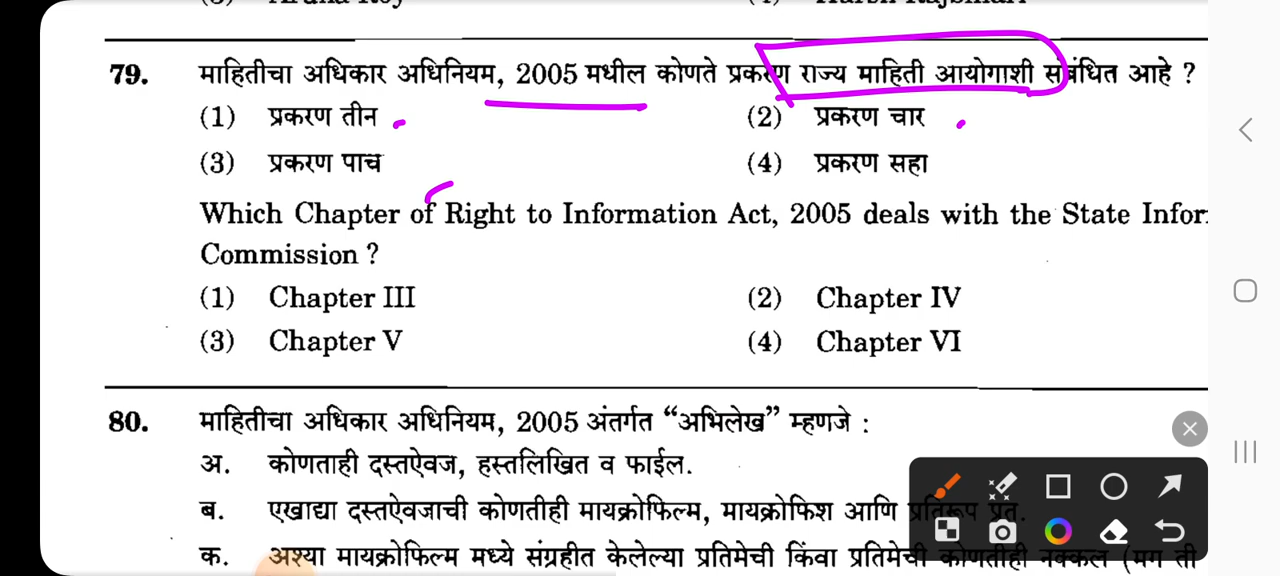 79. माहितीचा अधिकार अधिनियम, 2005 मधील कोणते प्रकरण राज्य माहिती आयोगाशी संबंधित आहे ?
(1) प्रकरण तीन (2) प्रकरण चार
(3) प्रकरण पाच (4) प्रकरण सहा
Which Chapter of Right to Information Act, 2005 deals with the State Infor
Commission ?
(1) Chapter III (2) Chapter IV
(3) Chapter V (4) Chapter VI
80. माहितीचा अधिकार अधिनियम, 2005 अंतर्गत “अभिलेख” म्हणजे :
अ. कोणताही दस्तऐवज, हस्तलिखित व फाईल.
ब. एखाद्या दस्तऐवजाची कोणतीही मायक्रोफिल्म, मायक्रोफिश आणि प्रतिरूप प्रत.
क. अश्या मायक्रोफिल्म मध्ये संग्रहीत केलेल्या प्रतिमेची किंवा प्रतिमेची कोणतीही नक्कल (मग ती